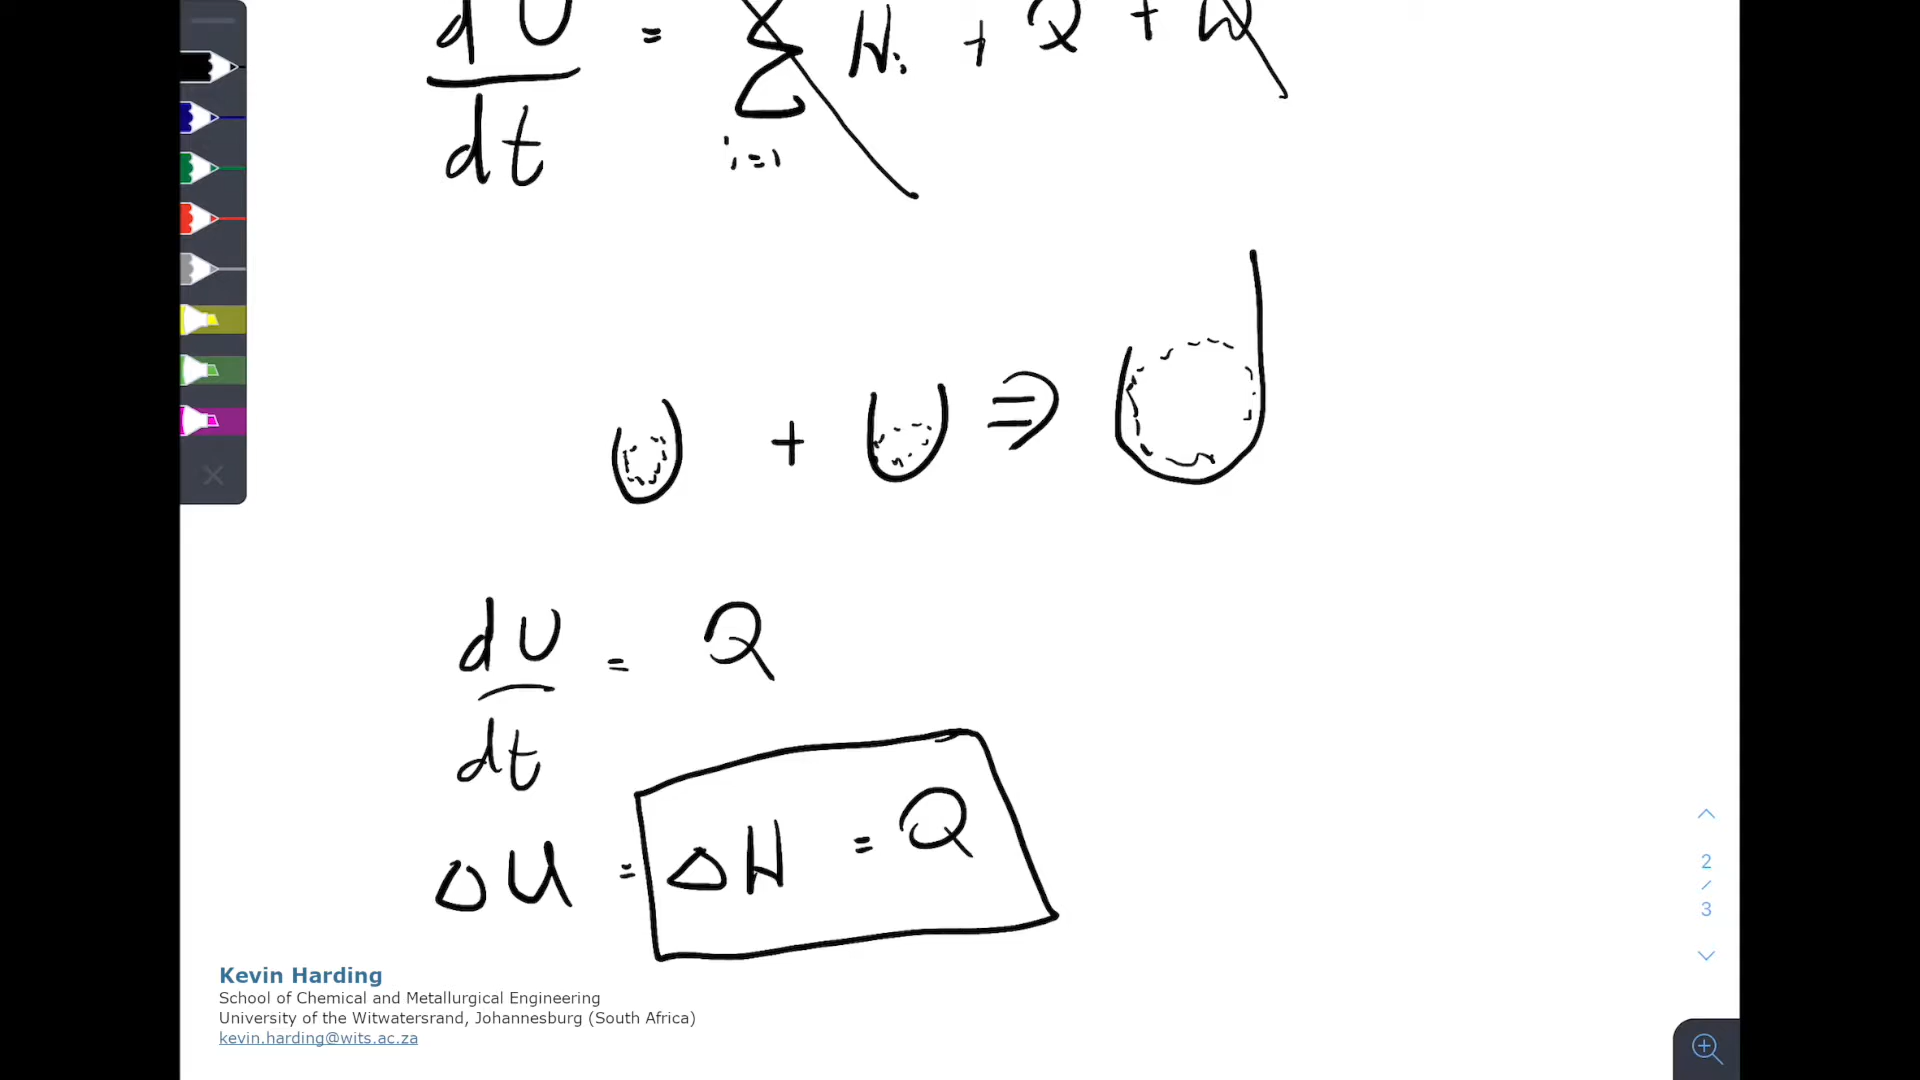 dU = Σ Hi + Q + W
dt i=1
+ ⇒
dU = Q
dt
ΔU = ΔH = Q
Kevin Harding
School of Chemical and Metallurgical Engineering
University of the Witwatersrand, Johannesburg (South Africa)
kevin.harding@wits.ac.za
2
/
3